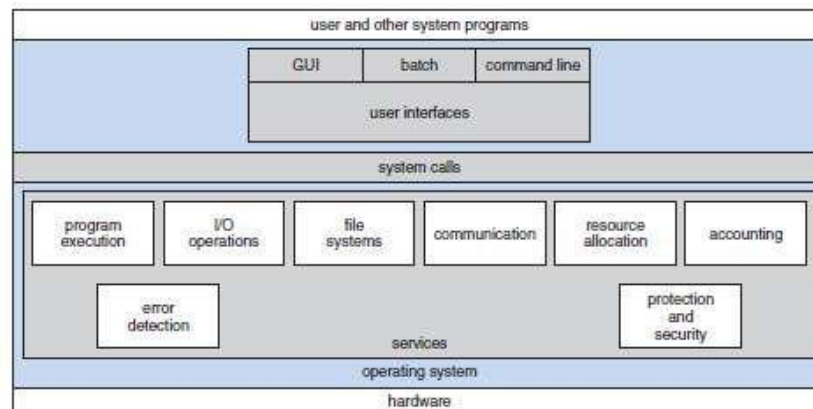 user and other system programs
GUI
batch
command line
user interfaces
system calls
program
execution
I/O
operations
file
systems
communication
resource
allocation
accounting
error
detection
protection
and
security
services
operating system
hardware